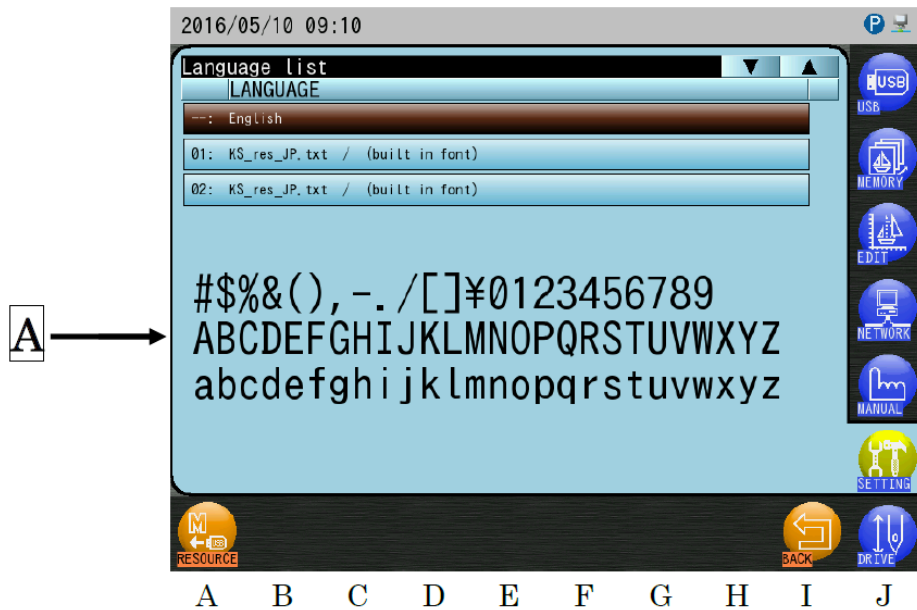 2016/05/10 09:10
P
Language list ▼ ▲
LANGUAGE
--: English
01: KS_res_JP.txt / (built in font)
02: KS_res_JP.txt / (built in font)
#$%&(),-./[]¥0123456789
ABCDEFGHIJKLMNOPQRSTUVWXYZ
abcdefghijklmnopqrstuvwxyz
A
USB
USB
MEMORY
EDIT
NETWORK
MANUAL
SETTING
M
RESOURCE
BACK
DRIVE
A B C D E F G H I J